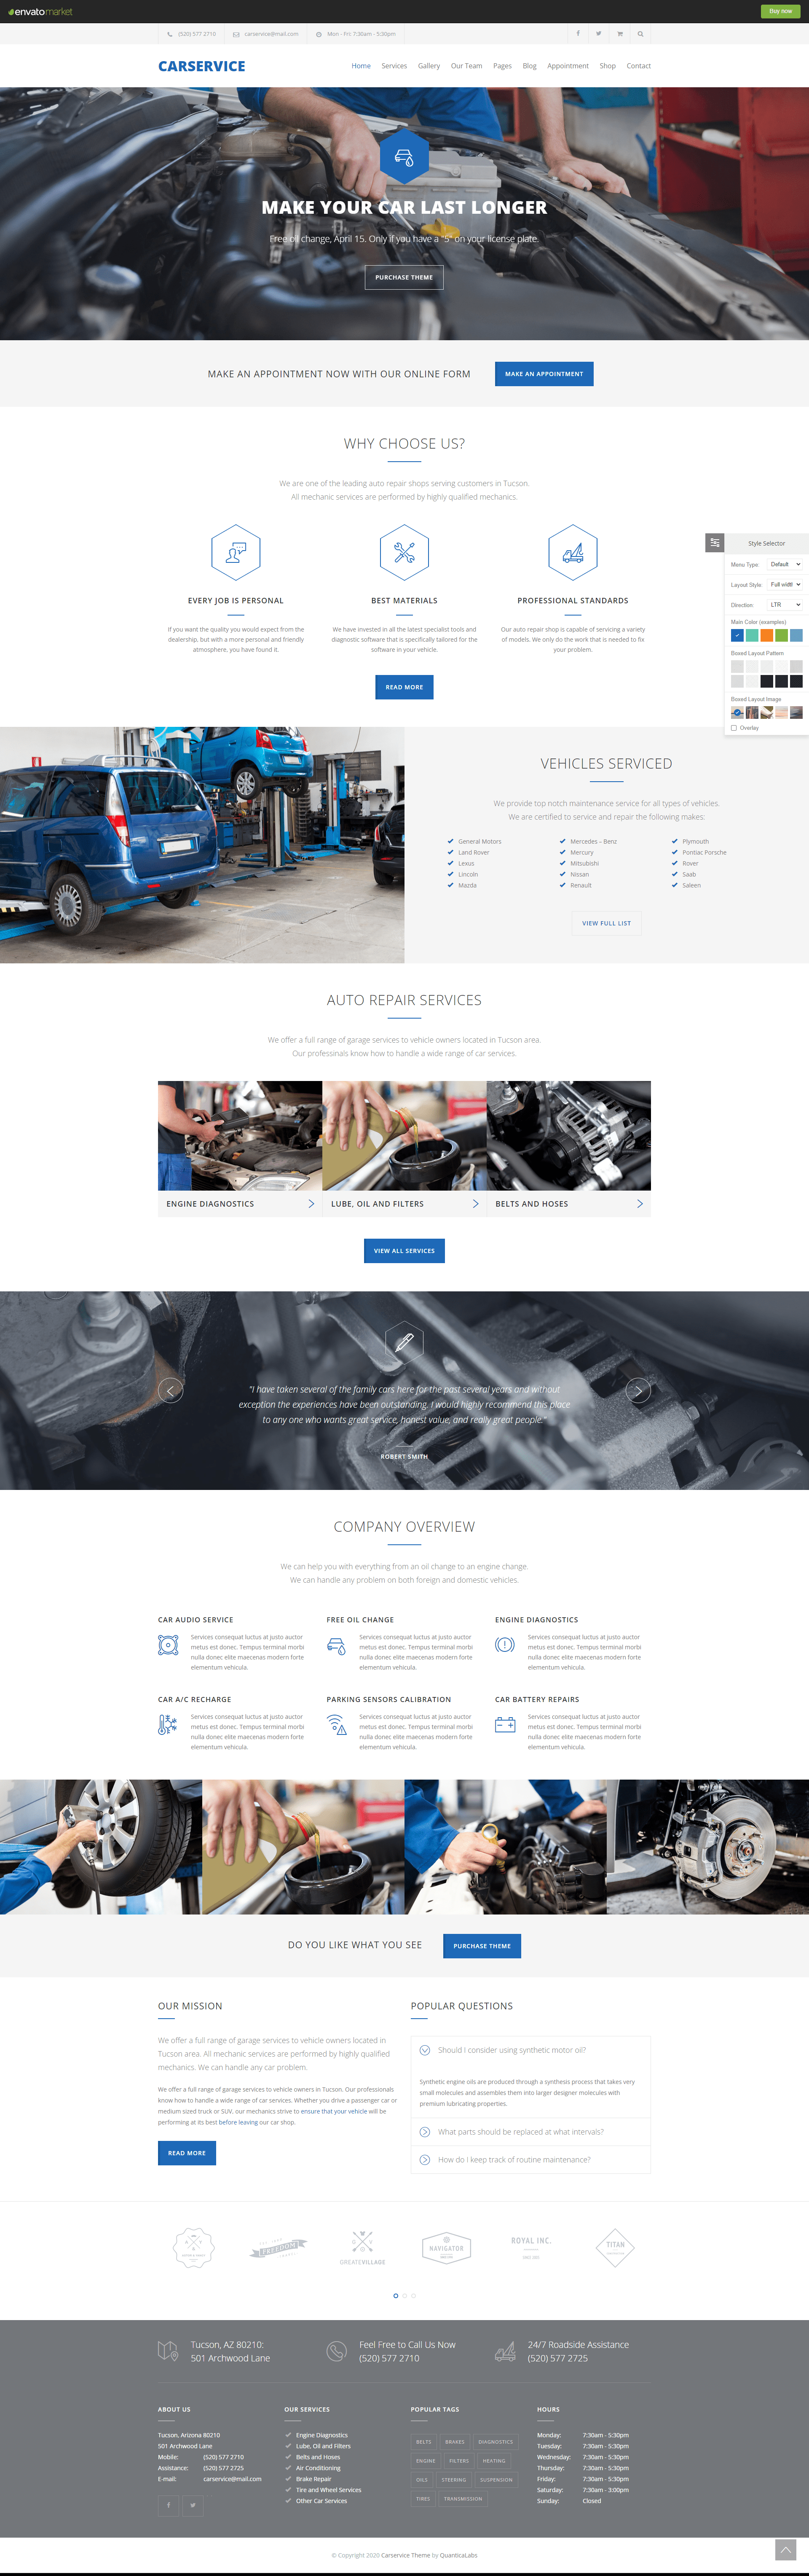 envatomarket
Buy now
(520) 577 2710
carservice@mail.com
Mon - Fri: 7:30am - 5:30pm
CARSERVICE
Home Services Gallery Our Team Pages Blog Appointment Shop Contact
MAKE YOUR CAR LAST LONGER
Free oil change, April 15. Only if you have a "5" on your license plate.
PURCHASE THEME
MAKE AN APPOINTMENT NOW WITH OUR ONLINE FORM
MAKE AN APPOINTMENT
WHY CHOOSE US?
We are one of the leading auto repair shops serving customers in Tucson.
All mechanic services are performed by highly qualified mechanics.
EVERY JOB IS PERSONAL
If you want the quality you would expect from the
dealership, but with a more personal and friendly
atmosphere, you have found it.
BEST MATERIALS
We have invested in all the latest specialist tools and
diagnostic software that is specifically tailored for the
software in your vehicle.
PROFESSIONAL STANDARDS
Our auto repair shop is capable of servicing a variety
of models. We only do the work that is needed to fix
your problem.
READ MORE
Style Selector
Menu Type Default
Layout Style Full width
Direction LTR
Main Color (examples)
Boxed Layout Pattern
Boxed Layout Image
Overlay
VEHICLES SERVICED
We provide top notch maintenance service for all types of vehicles.
We are certified to service and repair the following makes:
General Motors
Land Rover
Lexus
Lincoln
Mazda
Mercedes – Benz
Mercury
Mitsubishi
Nissan
Renault
Plymouth
Pontiac Porsche
Rover
Saab
Saleen
VIEW FULL LIST
AUTO REPAIR SERVICES
We offer a full range of garage services to vehicle owners located in Tucson area.
Our professinals know how to handle a wide range of car services.
ENGINE DIAGNOSTICS
LUBE, OIL AND FILTERS
BELTS AND HOSES
VIEW ALL SERVICES
"I have taken several of the family cars here for the past several years and without
exception the experiences have been outstanding. I would highly recommend this place
to any one who wants great service, honest value, and really great people."
ROBERT SMITH
COMPANY OVERVIEW
We can help you with everything from an oil change to an engine change.
We can handle any problem on both foreign and domestic vehicles.
CAR AUDIO SERVICE
Services consequat luctus at justo auctor
metus est donec. Tempus terminal morbi
nulla donec elite maecenas modern forte
elementum vehicula.
FREE OIL CHANGE
Services consequat luctus at justo auctor
metus est donec. Tempus terminal morbi
nulla donec elite maecenas modern forte
elementum vehicula.
ENGINE DIAGNOSTICS
Services consequat luctus at justo auctor
metus est donec. Tempus terminal morbi
nulla donec elite maecenas modern forte
elementum vehicula.
CAR A/C RECHARGE
Services consequat luctus at justo auctor
metus est donec. Tempus terminal morbi
nulla donec elite maecenas modern forte
elementum vehicula.
PARKING SENSORS CALIBRATION
Services consequat luctus at justo auctor
metus est donec. Tempus terminal morbi
nulla donec elite maecenas modern forte
elementum vehicula.
CAR BATTERY REPAIRS
Services consequat luctus at justo auctor
metus est donec. Tempus terminal morbi
nulla donec elite maecenas modern forte
elementum vehicula.
DO YOU LIKE WHAT YOU SEE
PURCHASE THEME
OUR MISSION
We offer a full range of garage services to vehicle owners located in
Tucson area. All mechanic services are performed by highly qualified
mechanics. We can handle any car problem.
We offer a full range of garage services to vehicle owners in Tucson. Our professionals
know how to handle a wide range of car services. Whether you drive a passenger car or
medium sized truck or SUV, our mechanics strive to ensure that your vehicle will be
performing at its best before leaving our car shop.
READ MORE
POPULAR QUESTIONS
Should I consider using synthetic motor oil?
Synthetic engine oils are produced through a synthesis process that takes very
small molecules and assembles them into larger designer molecules with
premium lubricating properties.
What parts should be replaced at what intervals?
How do I keep track of routine maintenance?
FREEDOM
GREATEVILLAGE
NAVIGATOR
ROYAL INC.
TITAN
Tucson, AZ 80210:
501 Archwood Lane
Feel Free to Call Us Now
(520) 577 2710
24/7 Roadside Assistance
(520) 577 2725
ABOUT US
Tucson, Arizona 80210
501 Archwood Lane
Mobile: (520) 577 2710
Assistance: (520) 577 2725
E-mail: carservice@mail.com
OUR SERVICES
Engine Diagnostics
Lube, Oil and Filters
Belts and Hoses
Air Conditioning
Brake Repair
Tire and Wheel Services
Other Car Services
POPULAR TAGS
BELTS BRAKES DIAGNOSTICS
ENGINE FILTERS HEATING
OILS STEERING SUSPENSION
TIRES TRANSMISSION
HOURS
Monday: 7:30am - 5:30pm
Tuesday: 7:30am - 5:30pm
Wednesday: 7:30am - 5:30pm
Thursday: 7:30am - 5:30pm
Friday: 7:30am - 5:30pm
Saturday: 7:30am - 3:00pm
Sunday: Closed
© Copyright 2020 Carservice Theme by QuanticaLabs